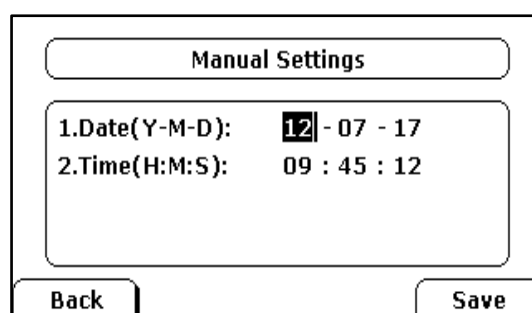 Manual Settings
1.Date(Y-M-D): 12 - 07 - 17
2.Time(H:M:S): 09 : 45 : 12
Back Save